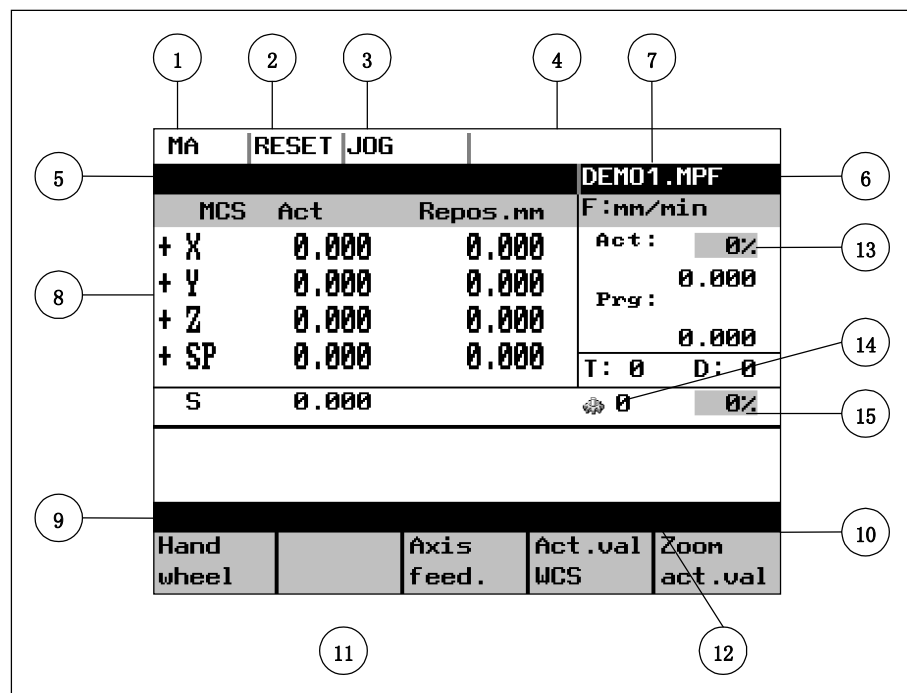 1 2 3 4 7
MA RESET JOG
5 DEMO1.MPF 6
MCS Act Repos.mm F:mm/min
+ X 0.000 0.000 Act: 0% 13
+ Y 0.000 0.000 0.000
8 Prg:
+ Z 0.000 0.000
0.000 14
+ SP 0.000 0.000 T: 0 D: 0
S 0.000 0 0% 15
9 10
Hand Axis Act.val Zoom
wheel feed. WCS act.val
11 12